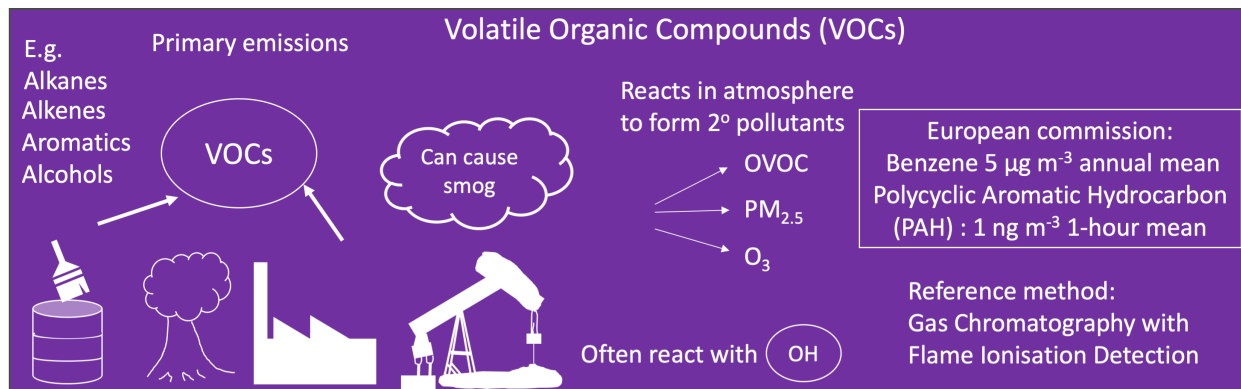 Volatile Organic Compounds (VOCs)
E.g.
Alkanes
Alkenes
Aromatics
Alcohols
Primary emissions
VOCs
Can cause
smog
Reacts in atmosphere
to form 2º pollutants
OVOC
PM₂.₅
O₃
Often react with OH
European commission:
Benzene 5 µg m⁻³ annual mean
Polycyclic Aromatic Hydrocarbon
(PAH) : 1 ng m⁻³ 1-hour mean
Reference method:
Gas Chromatography with
Flame Ionisation Detection